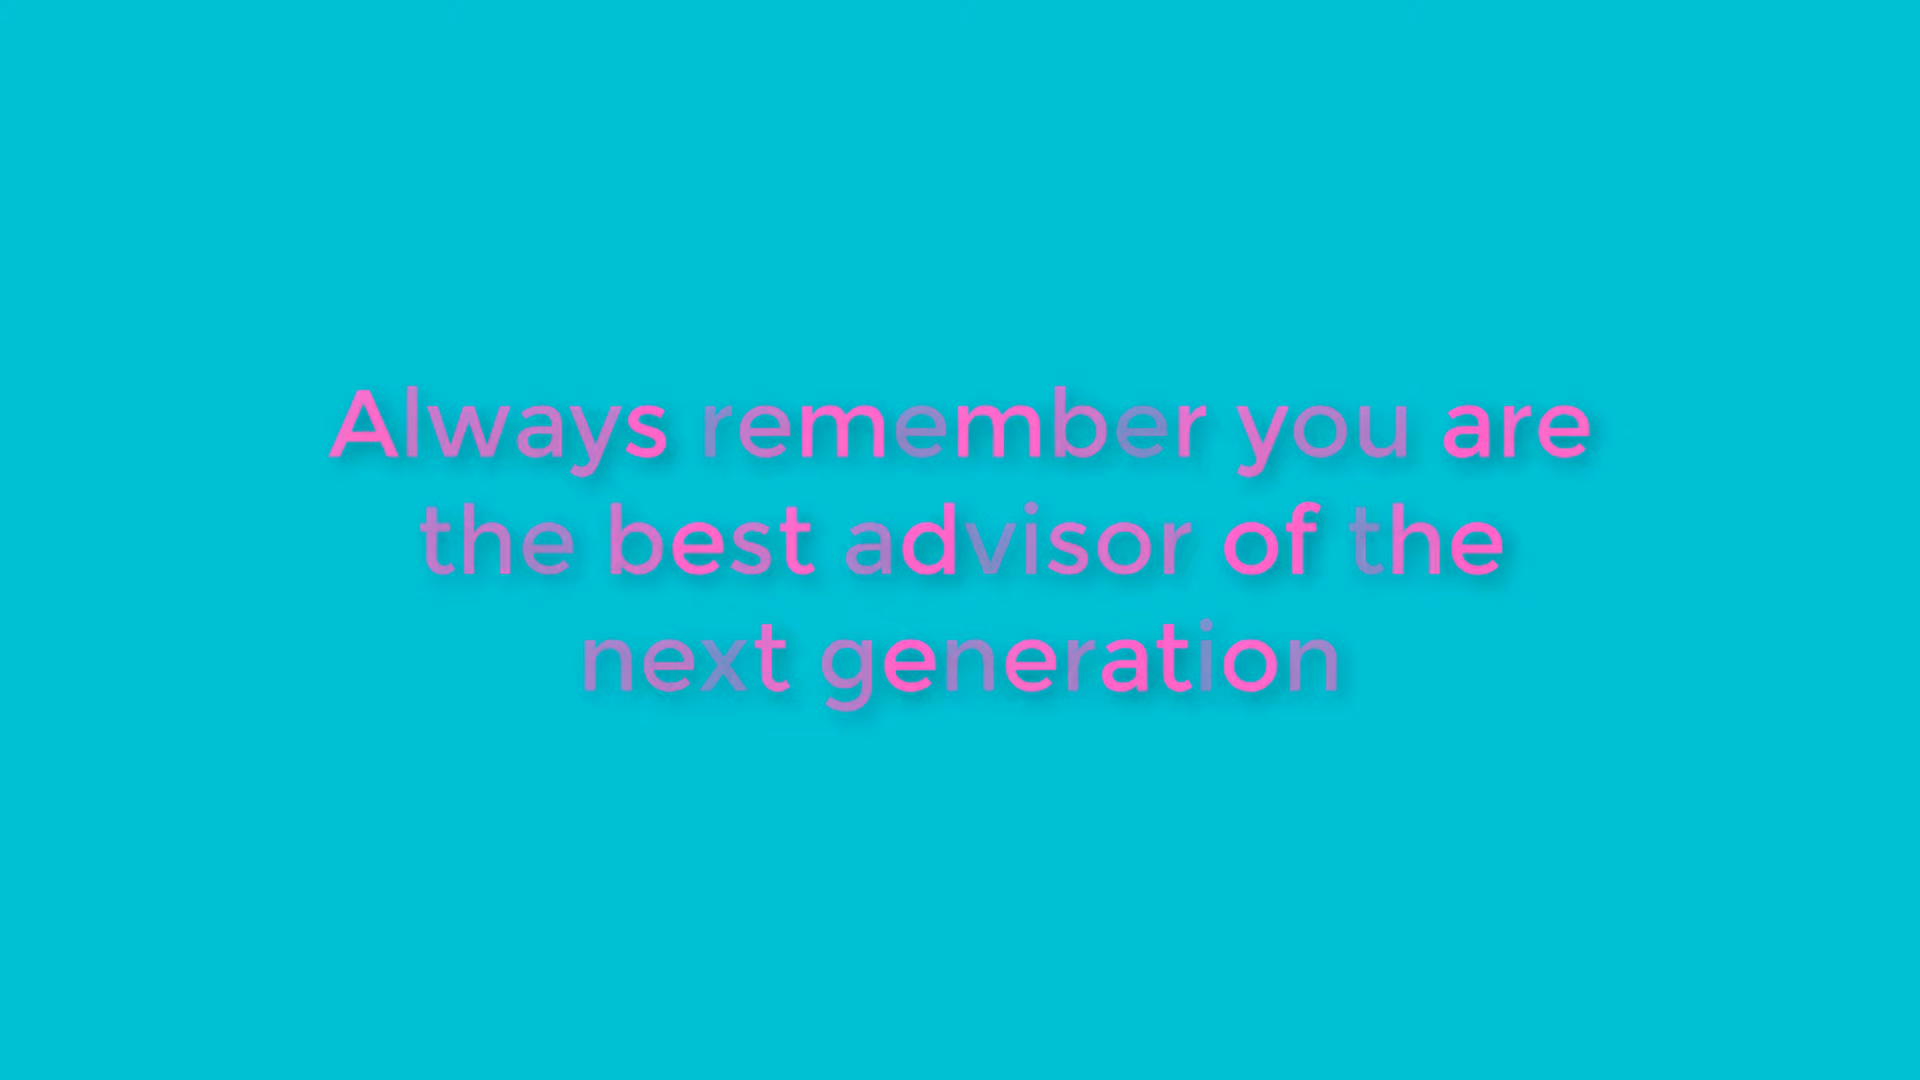 Always remember you are
the best advisor of the
next generation